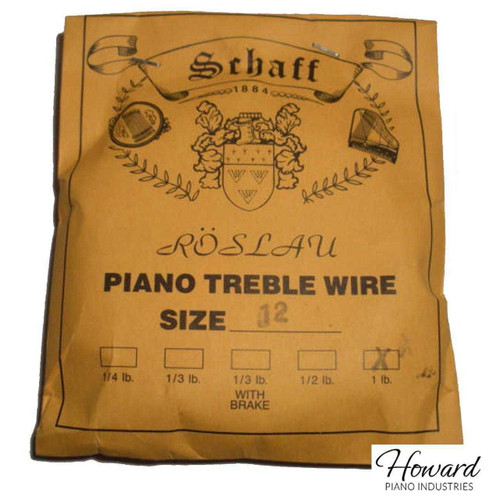 Schaff
1884
RÖSLAU
PIANO TREBLE WIRE
SIZE 12
1/4 lb. 1/3 lb. 1/3 lb. 1/2 lb. X 1 lb.
WITH
BRAKE
Howard
PIANO INDUSTRIES